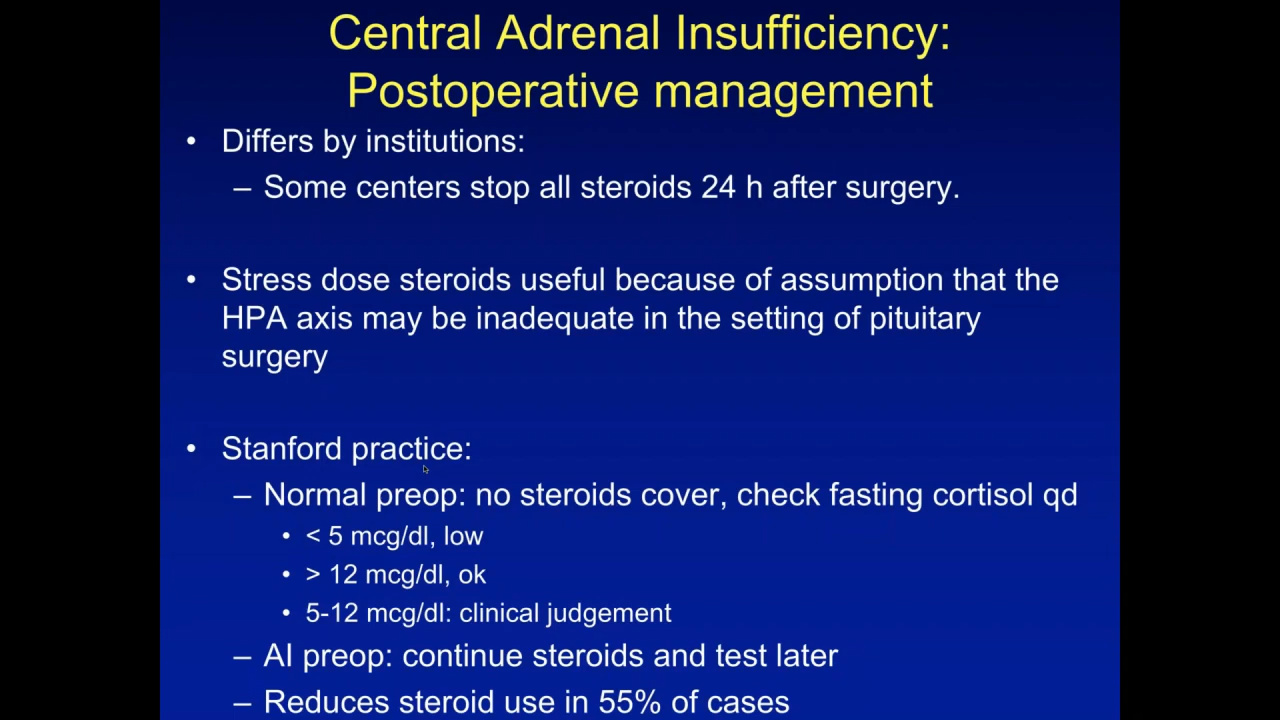 Central Adrenal Insufficiency:
Postoperative management
• Differs by institutions:
– Some centers stop all steroids 24 h after surgery.
• Stress dose steroids useful because of assumption that the
HPA axis may be inadequate in the setting of pituitary
surgery
• Stanford practice:
– Normal preop: no steroids cover, check fasting cortisol qd
• < 5 mcg/dl, low
• > 12 mcg/dl, ok
• 5-12 mcg/dl: clinical judgement
– AI preop: continue steroids and test later
– Reduces steroid use in 55% of cases